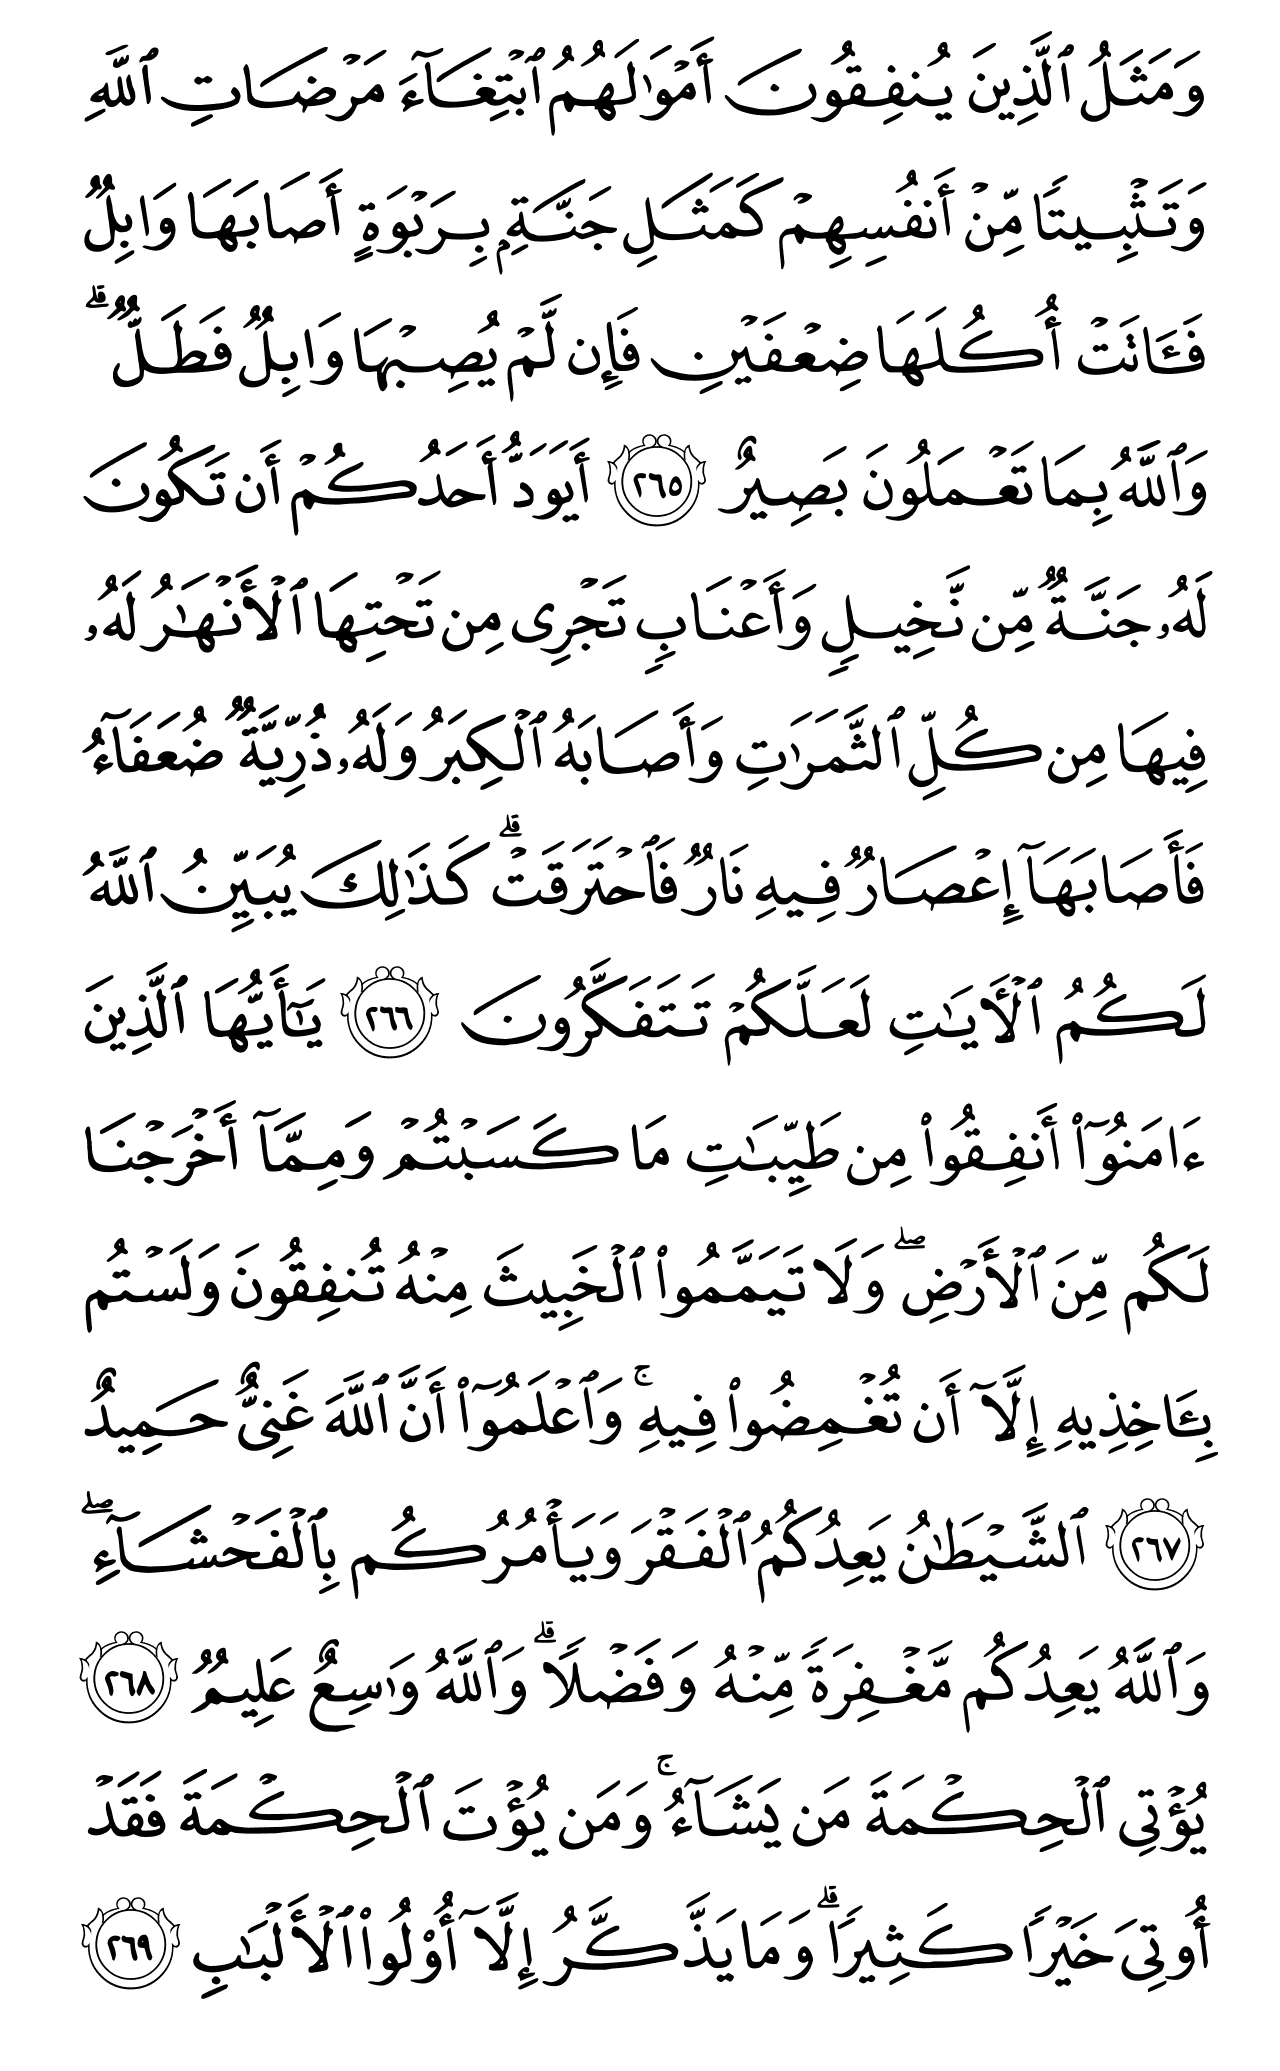 وَمَثَلُ ٱلَّذِينَ يُنفِقُونَ أَمْوَٰلَهُمُ ٱبْتِغَآءَ مَرْضَاتِ ٱللَّهِ
وَتَثْبِيتًا مِّنْ أَنفُسِهِمْ كَمَثَلِ جَنَّةٍۭ بِرَبْوَةٍ أَصَابَهَا وَابِلٌ
فَـَٔاتَتْ أُكُلَهَا ضِعْفَيْنِ فَإِن لَّمْ يُصِبْهَا وَابِلٌ فَطَلٌّ ۗ
وَٱللَّهُ بِمَا تَعْمَلُونَ بَصِيرٌ ٢٦٥ أَيَوَدُّ أَحَدُكُمْ أَن تَكُونَ
لَهُۥ جَنَّةٌ مِّن نَّخِيلٍ وَأَعْنَابٍ تَجْرِى مِن تَحْتِهَا ٱلْأَنْهَٰرُ لَهُۥ
فِيهَا مِن كُلِّ ٱلثَّمَرَٰتِ وَأَصَابَهُ ٱلْكِبَرُ وَلَهُۥ ذُرِّيَّةٌ ضُعَفَآءُ
فَأَصَابَهَآ إِعْصَارٌ فِيهِ نَارٌ فَٱحْتَرَقَتْ ۗ كَذَٰلِكَ يُبَيِّنُ ٱللَّهُ
لَكُمُ ٱلْأَيَٰتِ لَعَلَّكُمْ تَتَفَكَّرُونَ ٢٦٦ يَٰٓأَيُّهَا ٱلَّذِينَ
ءَامَنُوٓا۟ أَنفِقُوا۟ مِن طَيِّبَٰتِ مَا كَسَبْتُمْ وَمِمَّآ أَخْرَجْنَا
لَكُم مِّنَ ٱلْأَرْضِ ۖ وَلَا تَيَمَّمُوا۟ ٱلْخَبِيثَ مِنْهُ تُنفِقُونَ وَلَسْتُم
بِـَٔاخِذِيهِ إِلَّآ أَن تُغْمِضُوا۟ فِيهِ ۚ وَٱعْلَمُوٓا۟ أَنَّ ٱللَّهَ غَنِىٌّ حَمِيدٌ
٢٦٧ ٱلشَّيْطَٰنُ يَعِدُكُمُ ٱلْفَقْرَ وَيَأْمُرُكُم بِٱلْفَحْشَآءِ ۖ
وَٱللَّهُ يَعِدُكُم مَّغْفِرَةً مِّنْهُ وَفَضْلًا ۗ وَٱللَّهُ وَٰسِعٌ عَلِيمٌ ٢٦٨
يُؤْتِى ٱلْحِكْمَةَ مَن يَشَآءُ ۚ وَمَن يُؤْتَ ٱلْحِكْمَةَ فَقَدْ
أُوتِىَ خَيْرًا كَثِيرًا ۗ وَمَا يَذَّكَّرُ إِلَّآ أُو۟لُوا۟ ٱلْأَلْبَٰبِ ٢٦٩